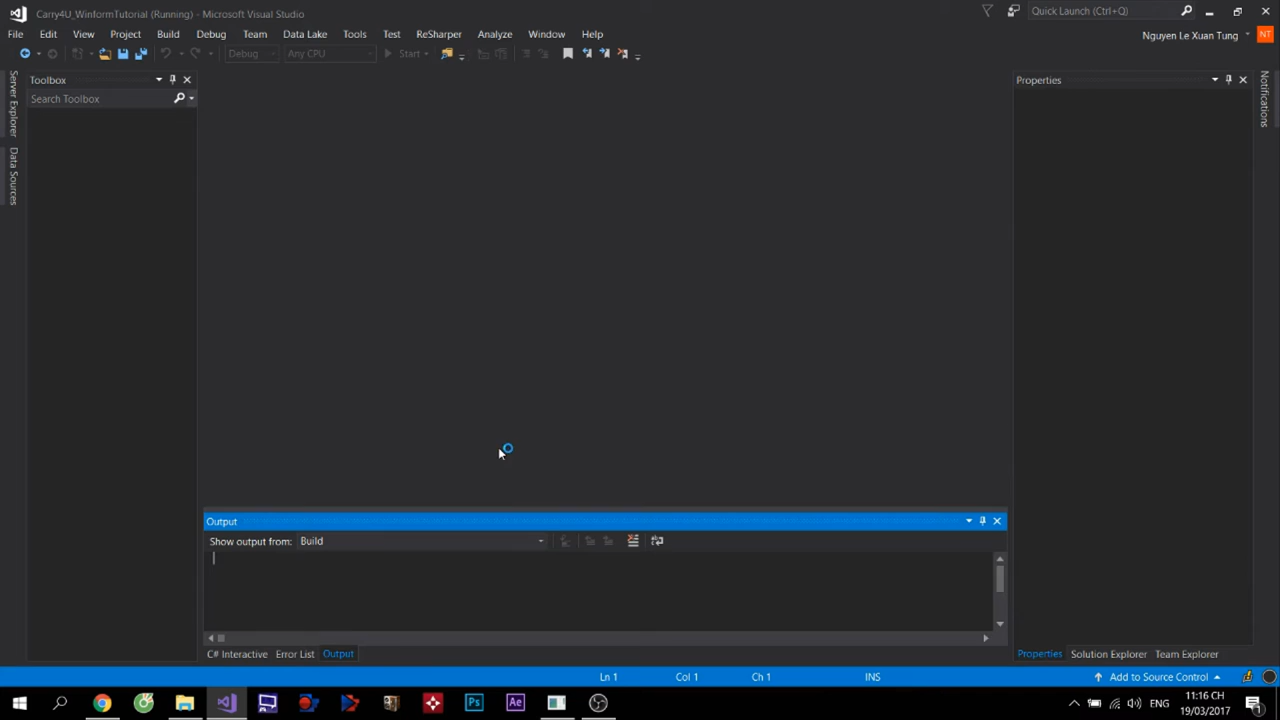 Carry4U_WinformTutorial (Running) - Microsoft Visual Studio
Quick Launch (Ctrl+Q)
File Edit View Project Build Debug Team Data Lake Tools Test ReSharper Analyze Window Help
Nguyen Le Xuan Tung NT
Debug Any CPU Start
Server Explorer
Data Sources
Toolbox
Search Toolbox
Properties
Notifications
Output
Show output from: Build
C# Interactive Error List Output
Properties Solution Explorer Team Explorer
Ln 1 Col 1 Ch 1 INS
Add to Source Control
Ps Ae
ENG
11:16 CH
19/03/2017
1